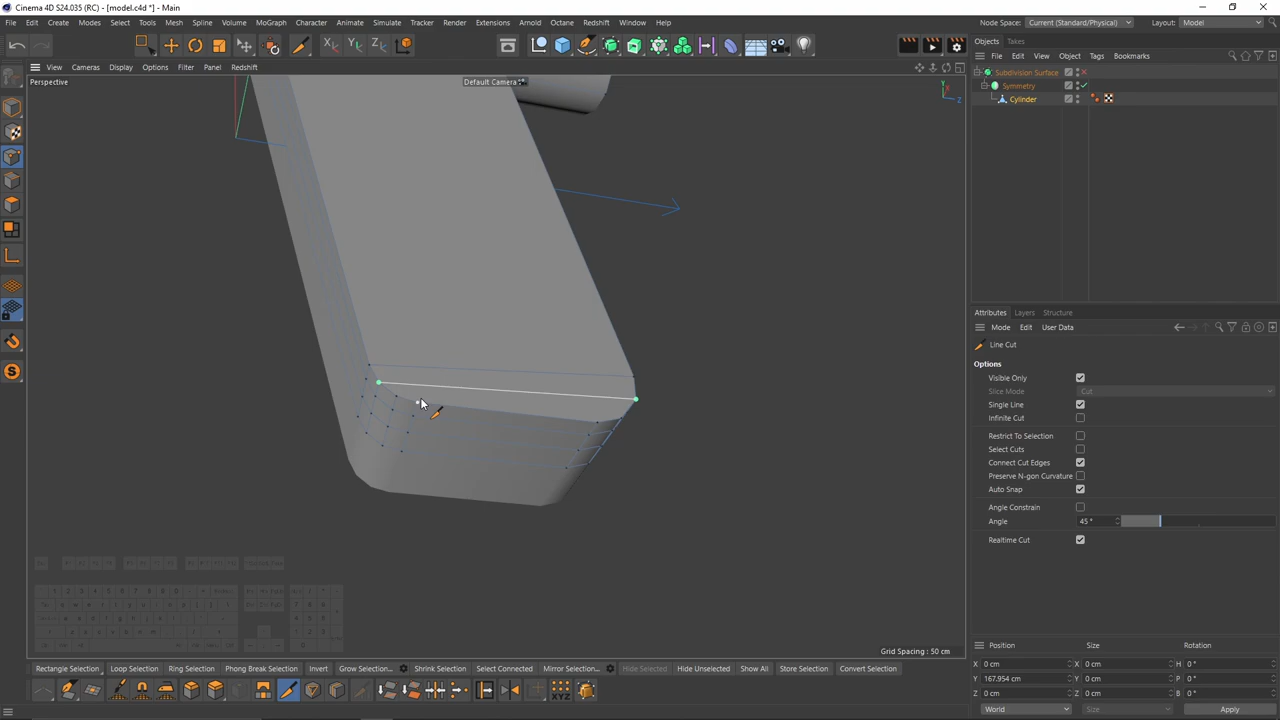 Cinema 4D S24.035 (RC) - [model.c4d *] - Main
File Edit Create Modes Select Tools Mesh Spline Volume MoGraph Character Animate Simulate Tracker Render Extensions Arnold Octane Redshift Window Help Node Space: Current (Standard/Physical) Layout: Model
X Y Z
Objects Takes
View Cameras Display Options Filter Panel Redshift
File Edit View Object Tags Bookmarks
Perspective
Default Camera
Subdivision Surface
Symmetry
Cylinder
Y
Z
Attributes Layers Structure
Mode Edit User Data
Line Cut
Options
Visible Only
Slice Mode Cut
Single Line
Infinite Cut
Restrict To Selection
Select Cuts
Connect Cut Edges
Preserve N-gon Curvature
Auto Snap
Angle Constrain
Angle 45 °
Realtime Cut
Grid Spacing : 50 cm
Position Size Rotation
X 0 cm X 0 cm H 0 °
Y 167.954 cm Y 0 cm P 0 °
Z 0 cm Z 0 cm B 0 °
World Size Apply
Rectangle Selection Loop Selection Ring Selection Phong Break Selection Invert Grow Selection... Shrink Selection Select Connected Mirror Selection... Hide Selected Hide Unselected Show All Store Selection Convert Selection
XYZ